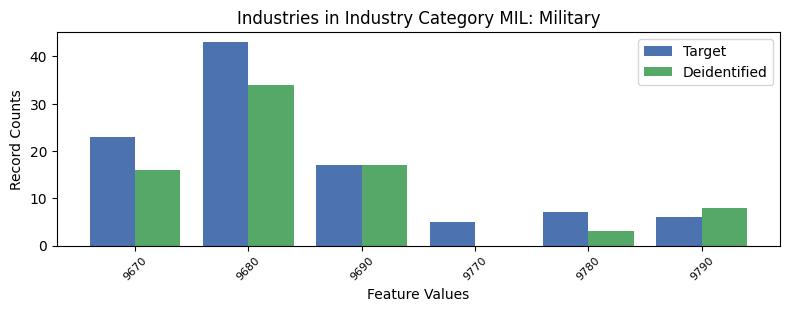 Industries in Industry Category MIL: Military
Target
Deidentified
Record Counts
40
30
20
10
0
9670 9680 9690 9770 9780 9790
Feature Values